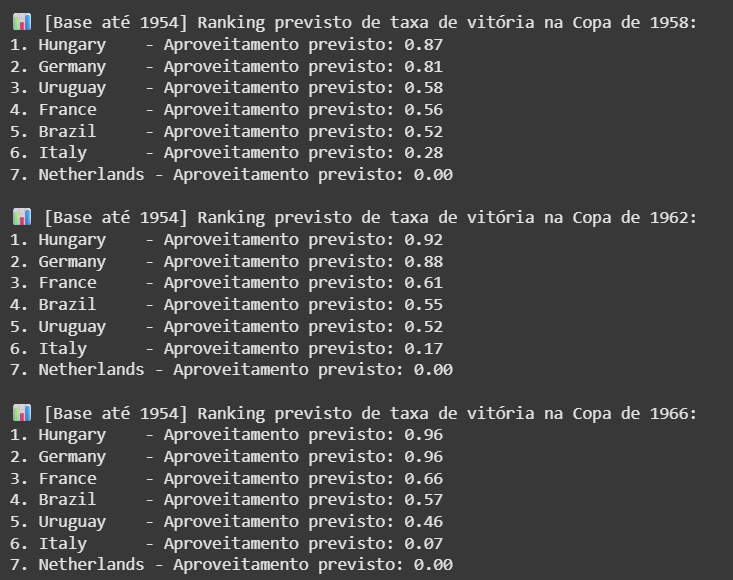 📊 [Base até 1954] Ranking previsto de taxa de vitória na Copa de 1958:
1. Hungary    - Aproveitamento previsto: 0.87
2. Germany    - Aproveitamento previsto: 0.81
3. Uruguay    - Aproveitamento previsto: 0.58
4. France     - Aproveitamento previsto: 0.56
5. Brazil     - Aproveitamento previsto: 0.52
6. Italy      - Aproveitamento previsto: 0.28
7. Netherlands - Aproveitamento previsto: 0.00
📊 [Base até 1954] Ranking previsto de taxa de vitória na Copa de 1962:
1. Hungary    - Aproveitamento previsto: 0.92
2. Germany    - Aproveitamento previsto: 0.88
3. France     - Aproveitamento previsto: 0.61
4. Brazil     - Aproveitamento previsto: 0.55
5. Uruguay    - Aproveitamento previsto: 0.52
6. Italy      - Aproveitamento previsto: 0.17
7. Netherlands - Aproveitamento previsto: 0.00
📊 [Base até 1954] Ranking previsto de taxa de vitória na Copa de 1966:
1. Hungary    - Aproveitamento previsto: 0.96
2. Germany    - Aproveitamento previsto: 0.96
3. France     - Aproveitamento previsto: 0.66
4. Brazil     - Aproveitamento previsto: 0.57
5. Uruguay    - Aproveitamento previsto: 0.46
6. Italy      - Aproveitamento previsto: 0.07
7. Netherlands - Aproveitamento previsto: 0.00